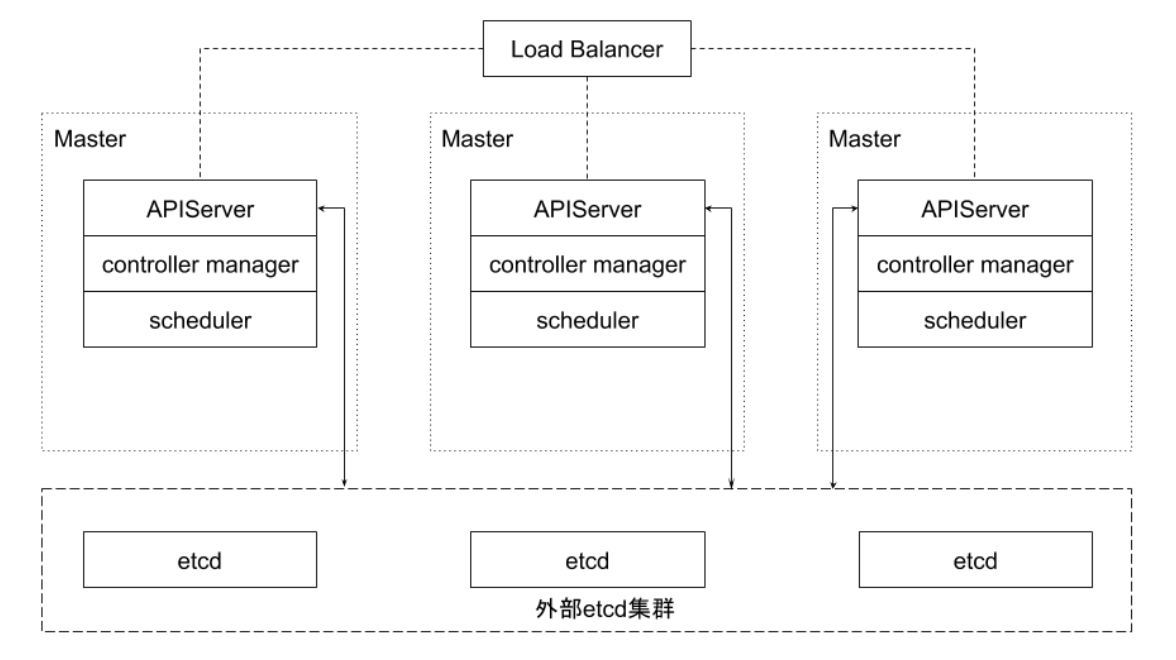 Load Balancer
Master
Master
Master
APIServer
APIServer
APIServer
controller manager
controller manager
controller manager
scheduler
scheduler
scheduler
etcd
etcd
etcd
外部etcd集群